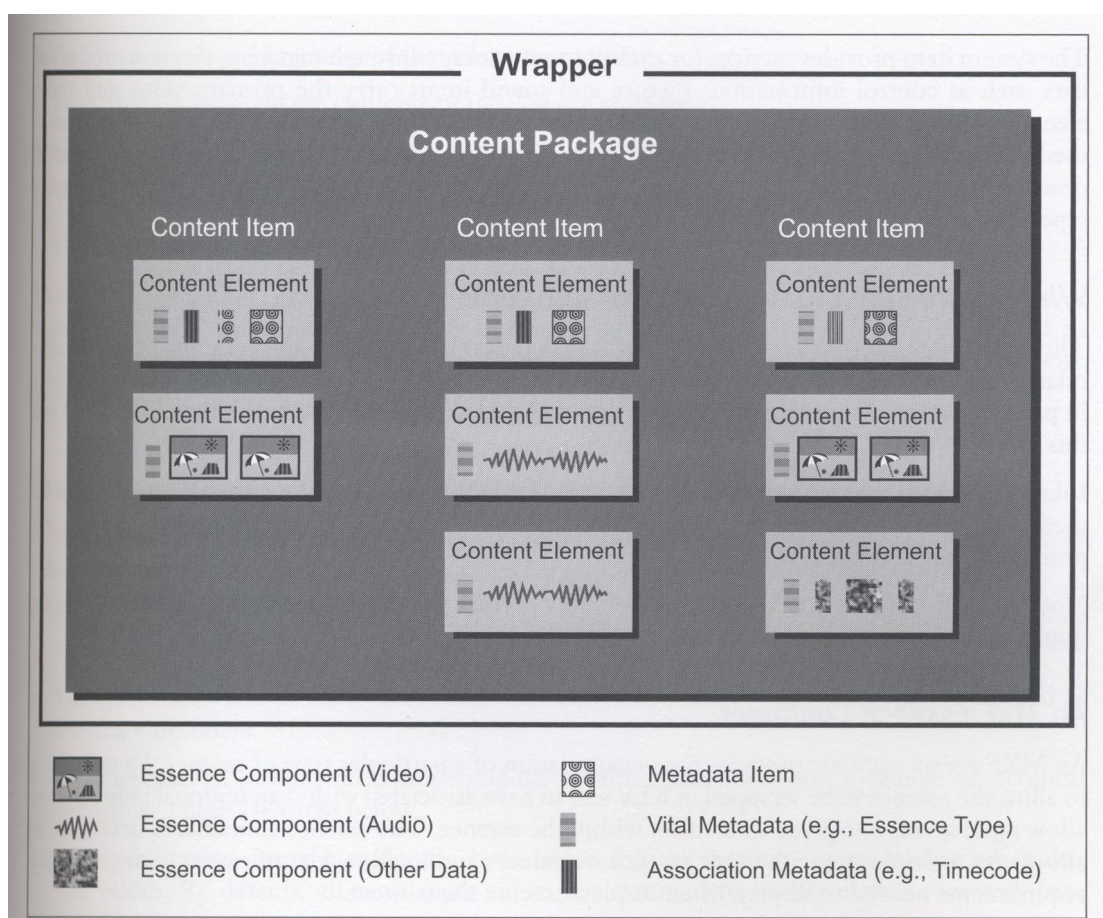 Wrapper
Content Package
Content Item
Content Item
Content Item
Content Element
Content Element
Content Element
Content Element
Content Element
Content Element
Content Element
Content Element
Essence Component (Video)
Metadata Item
Essence Component (Audio)
Vital Metadata (e.g., Essence Type)
Essence Component (Other Data)
Association Metadata (e.g., Timecode)